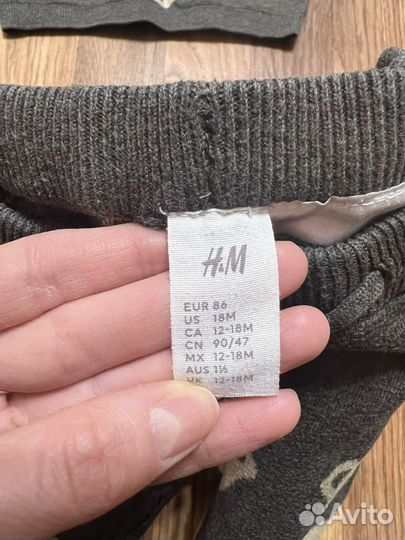 H&M
EUR 86
US 18M
CA 12-18M
CN 90/47
MX 12-18M
AUS 1½
UK 12-18M
Avito